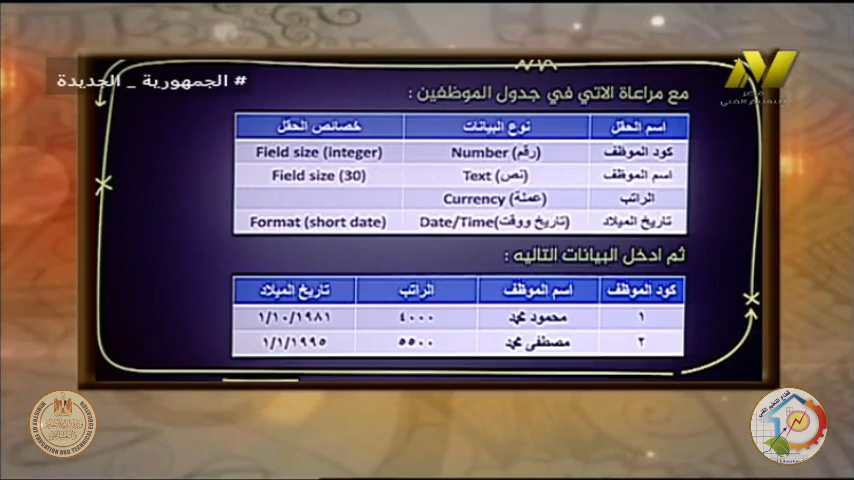 # الجمهورية _ الجديدة
مصر
للتعليم الفني
مع مراعاة الاتي في جدول الموظفين :
اسم الحقل نوع البيانات خصائص الحقل
كود الموظف Number (رقم) Field size (integer)
اسم الموظف Text (نص) Field size (30)
الراتب Currency (عملة)
تاريخ الميلاد Date/Time (تاريخ ووقت) Format (short date)
ثم ادخل البيانات التاليه :
كود الموظف اسم الموظف الراتب تاريخ الميلاد
١ محمود محمد ٤٠٠٠ ١/١٠/١٩٨١
٢ مصطفى محمد ٥٥٠٠ ١/١/١٩٩٥